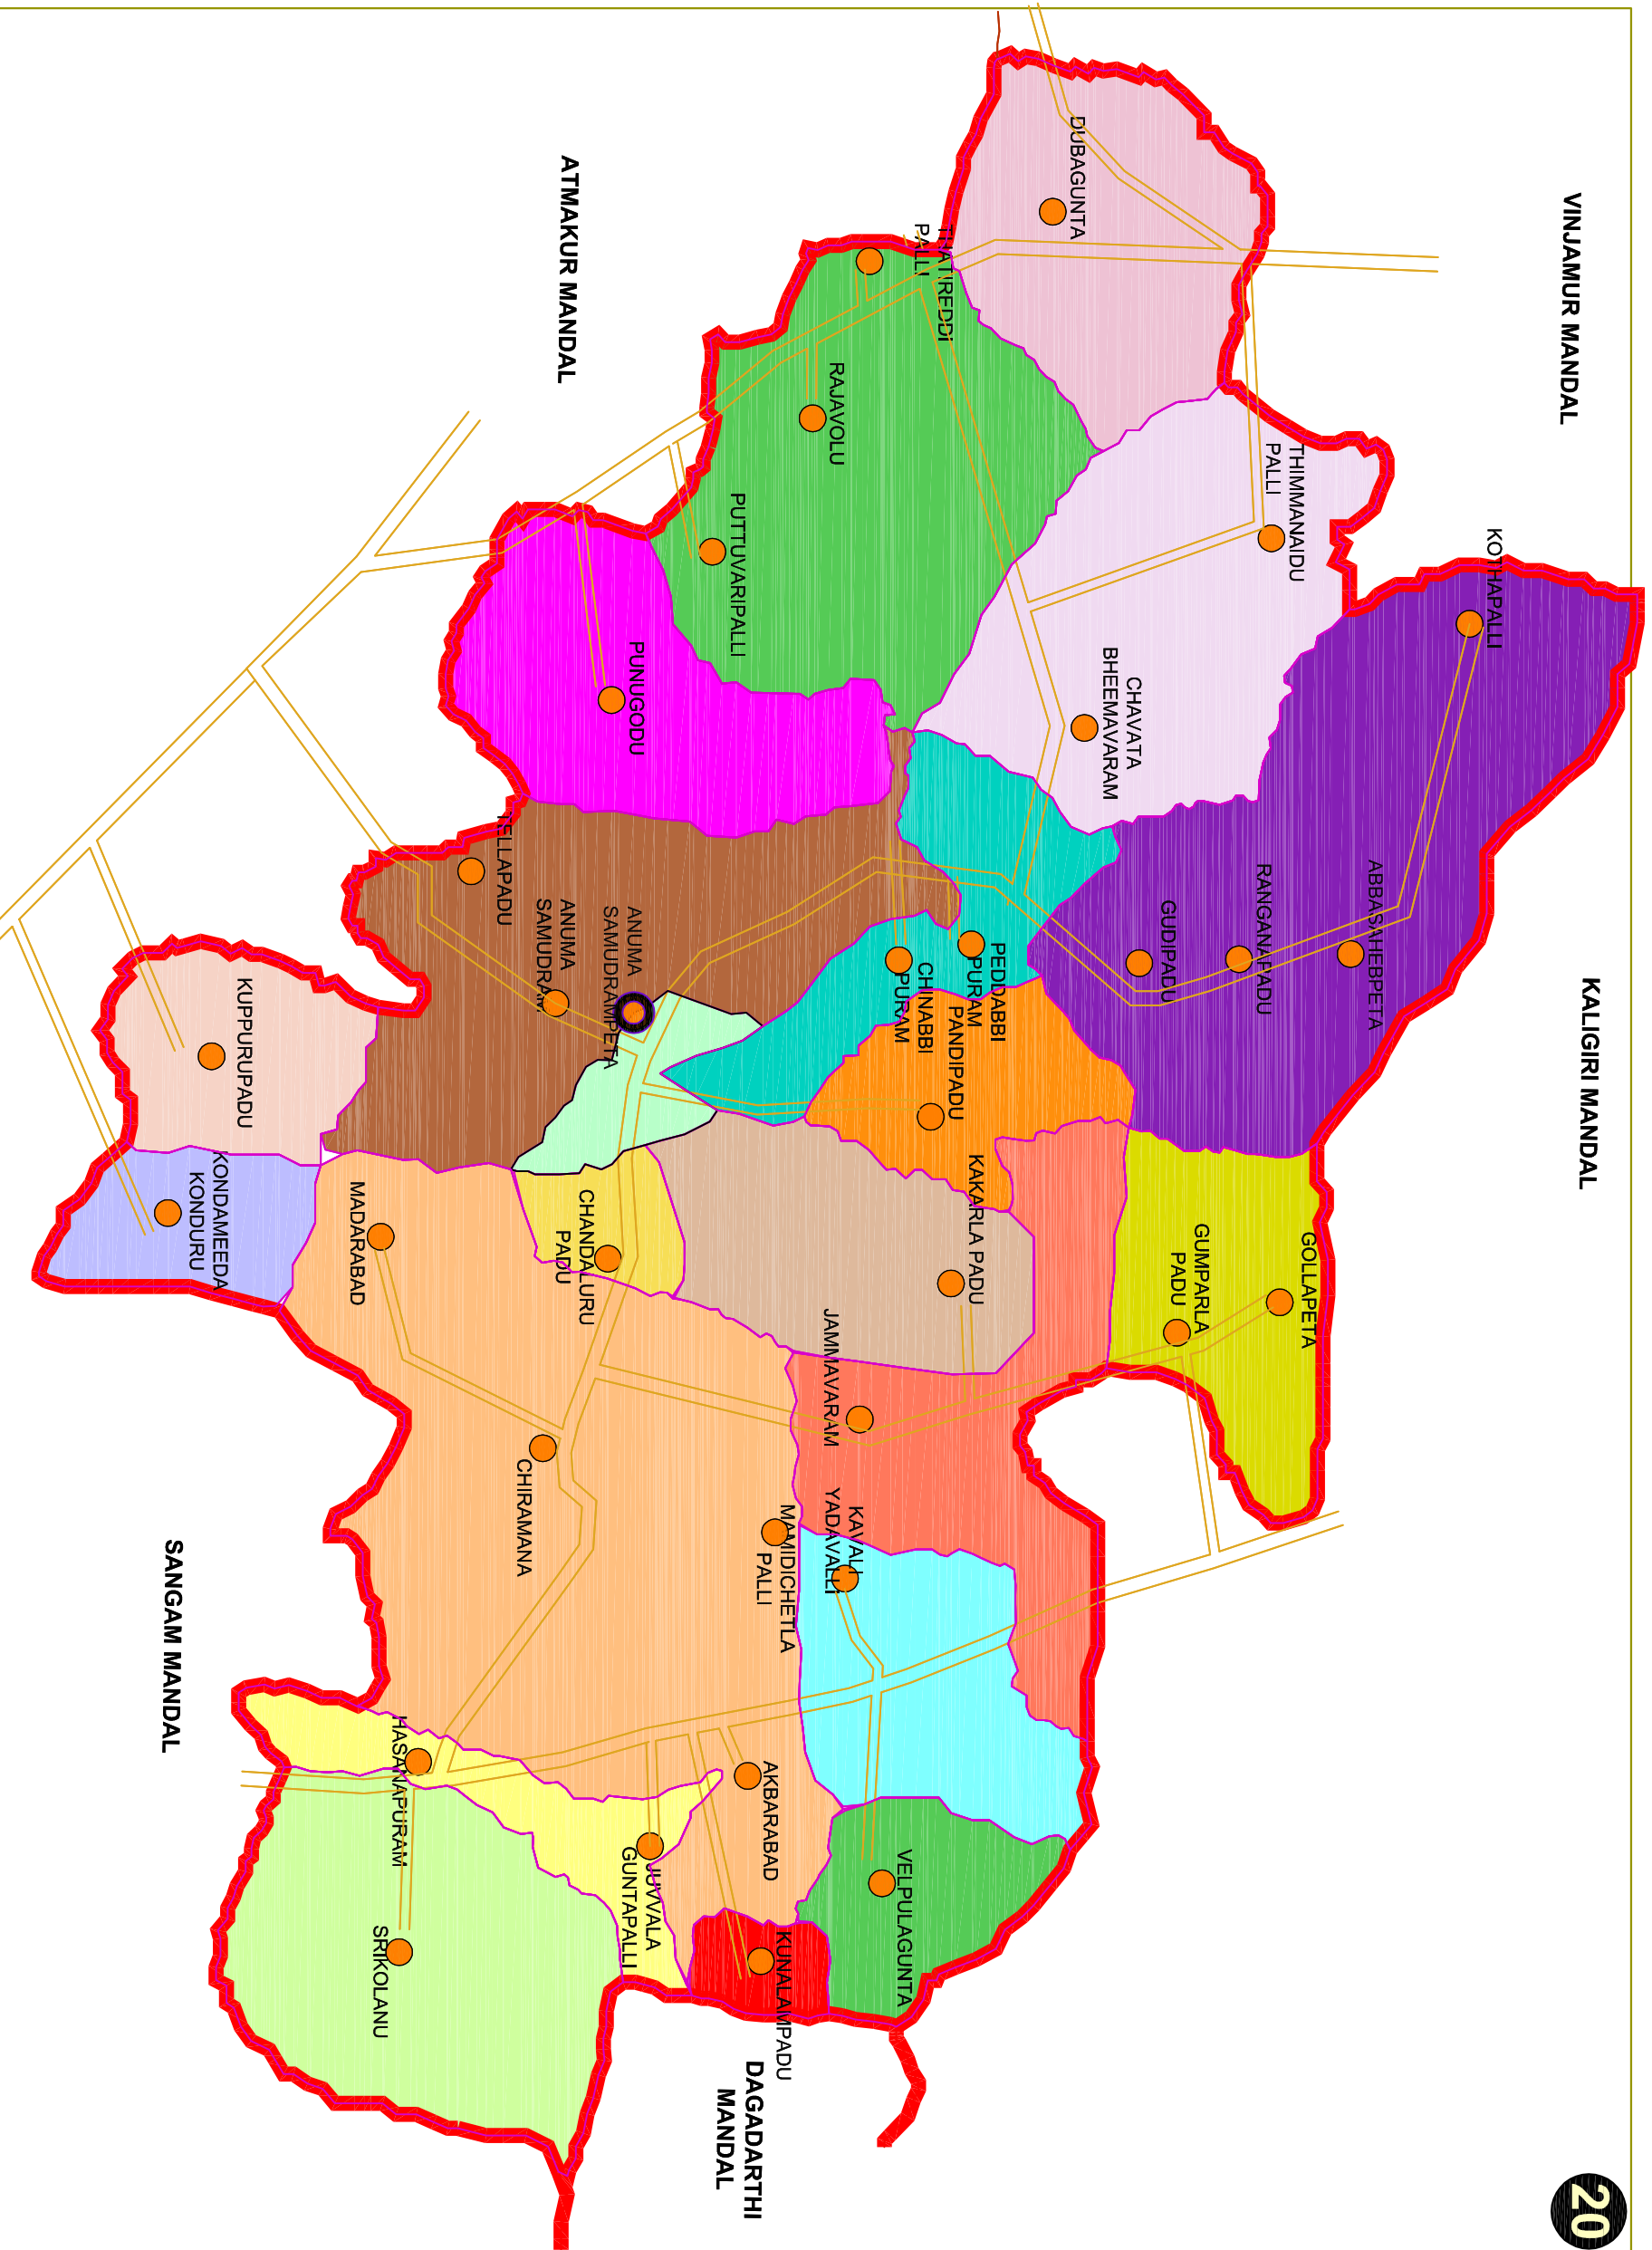 VINJAMUR MANDAL
KALIGIRI MANDAL
ATMAKUR MANDAL
SANGAM MANDAL
DAGADARTHI
MANDAL
20
DUBAGUNTA
THATIREDDI
PALLI
RAJAVOLU
PUTTUVARIPALLI
PUNUGODU
THIMMANAIDU
PALLI
CHAVATA
BHEEMAVARAM
KOTHAPALLI
ABBASAHEBPETA
RANGANAPADU
GUDIPADU
PEDDABBI
PURAM
CHINABBI
PURAM
PANDIPADU
TELLAPADU
ANUMA
SAMUDRAM
ANUMA
SAMUDRAMPETA
KUPPURUPADU
KONDAMEEDA
KONDURU
MADARABAD
CHANDALURU
PADU
KAKARLA PADU
GUMPARLA
PADU
GOLLAPETA
JAMMAVARAM
CHIRAMANA
MAMIDICHETLA
PALLI
KAVALI
YADAVALLI
HASANAPURAM
AKBARABAD
JUVVALA
GUNTAPALLI
VELPULAGUNTA
KUNALAMPADU
SRIKOLANU